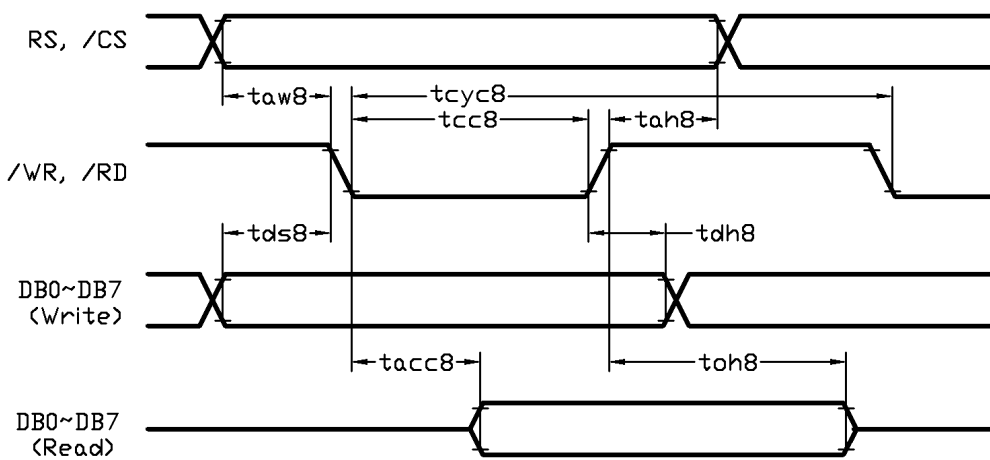 RS, /CS
taw8
tcyc8
tcc8
tah8
/WR, /RD
tds8
tdh8
DB0~DB7
(Write)
tacc8
toh8
DB0~DB7
(Read)